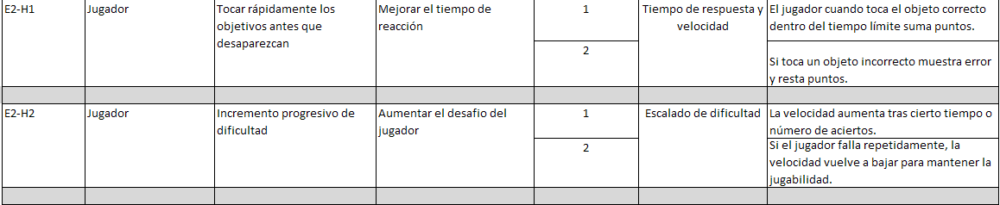 E2-H1
Jugador
Tocar rápidamente los
objetivos antes que
desaparezcan
Mejorar el tiempo de
reacción
1
2
Tiempo de respuesta y
velocidad
El jugador cuando toca el objeto correcto
dentro del tiempo límite suma puntos.
Si toca un objeto incorrecto muestra error
y resta puntos.
E2-H2
Jugador
Incremento progresivo de
dificultad
Aumentar el desafio del
jugador
1
2
Escalado de dificultad
La velocidad aumenta tras cierto tiempo o
número de aciertos.
Si el jugador falla repetidamente, la
velocidad vuelve a bajar para mantener la
jugabilidad.